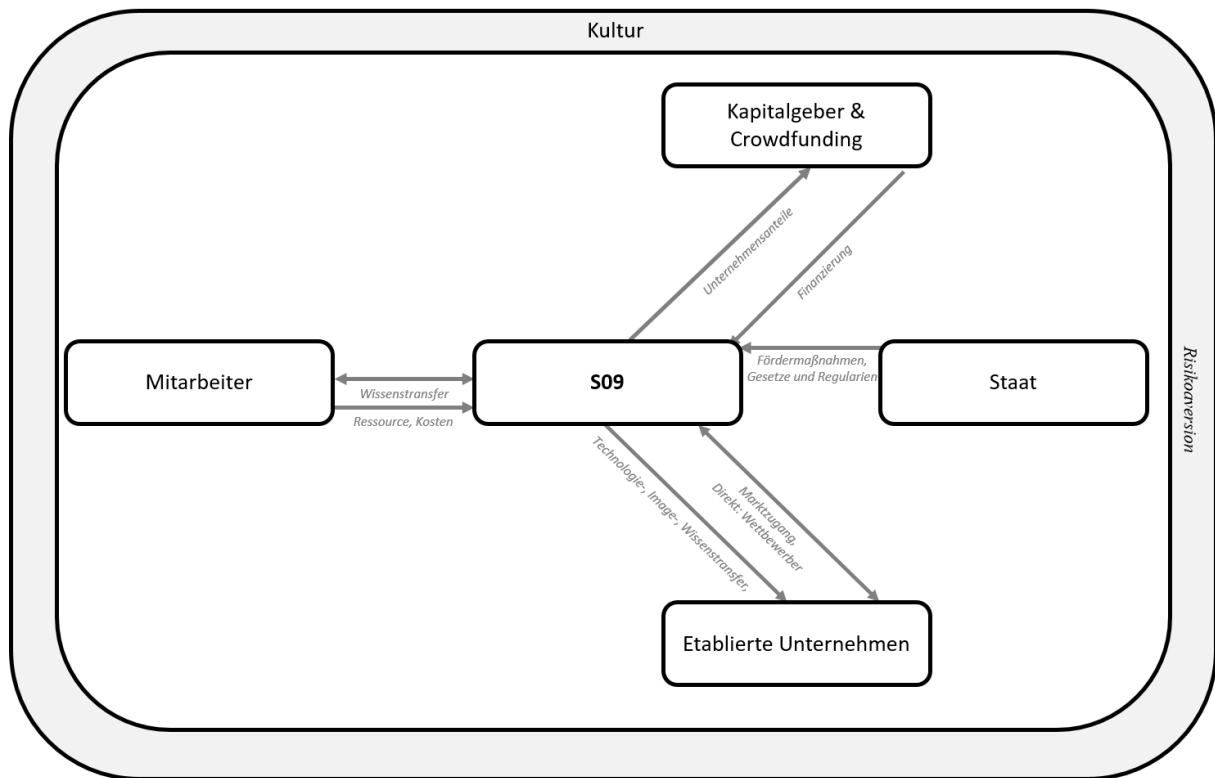 Kultur
Kapitalgeber &
Crowdfunding
Unternehmensanteile
Finanzierung
Mitarbeiter
Wissenstransfer
Ressource, Kosten
S09
Fördermaßnahmen,
Gesetze und Regularien
Staat
Risikoaversion
Technologie-, Image-, Wissenstransfer,
Marktzugang,
Direkt: Wettbewerber
Etablierte Unternehmen